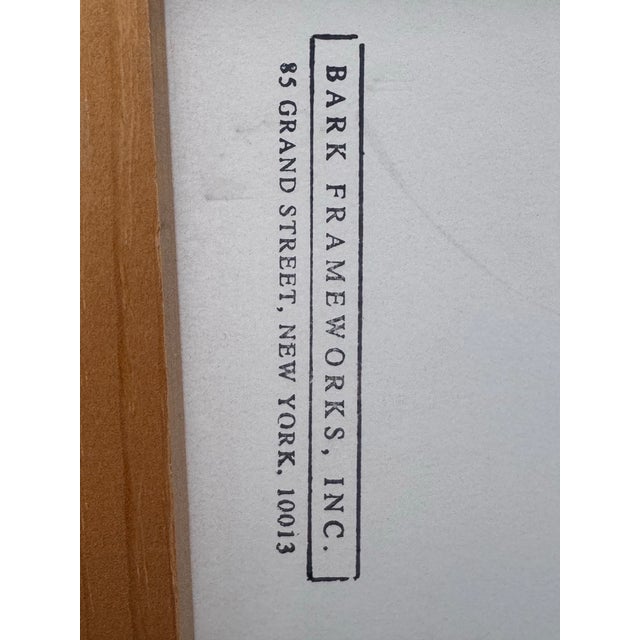 BARK FRAMEWORKS, INC.
85 GRAND STREET, NEW YORK, 10013